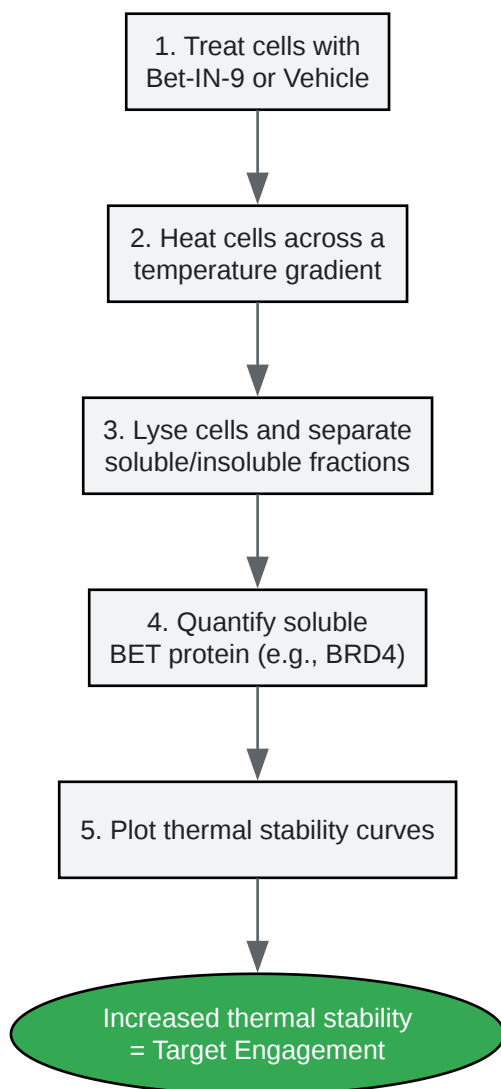 1. Treat cells with
Bet-IN-9 or Vehicle
2. Heat cells across a
temperature gradient
3. Lyse cells and separate
soluble/insoluble fractions
4. Quantify soluble
BET protein (e.g., BRD4)
5. Plot thermal stability curves
Increased thermal stability
= Target Engagement